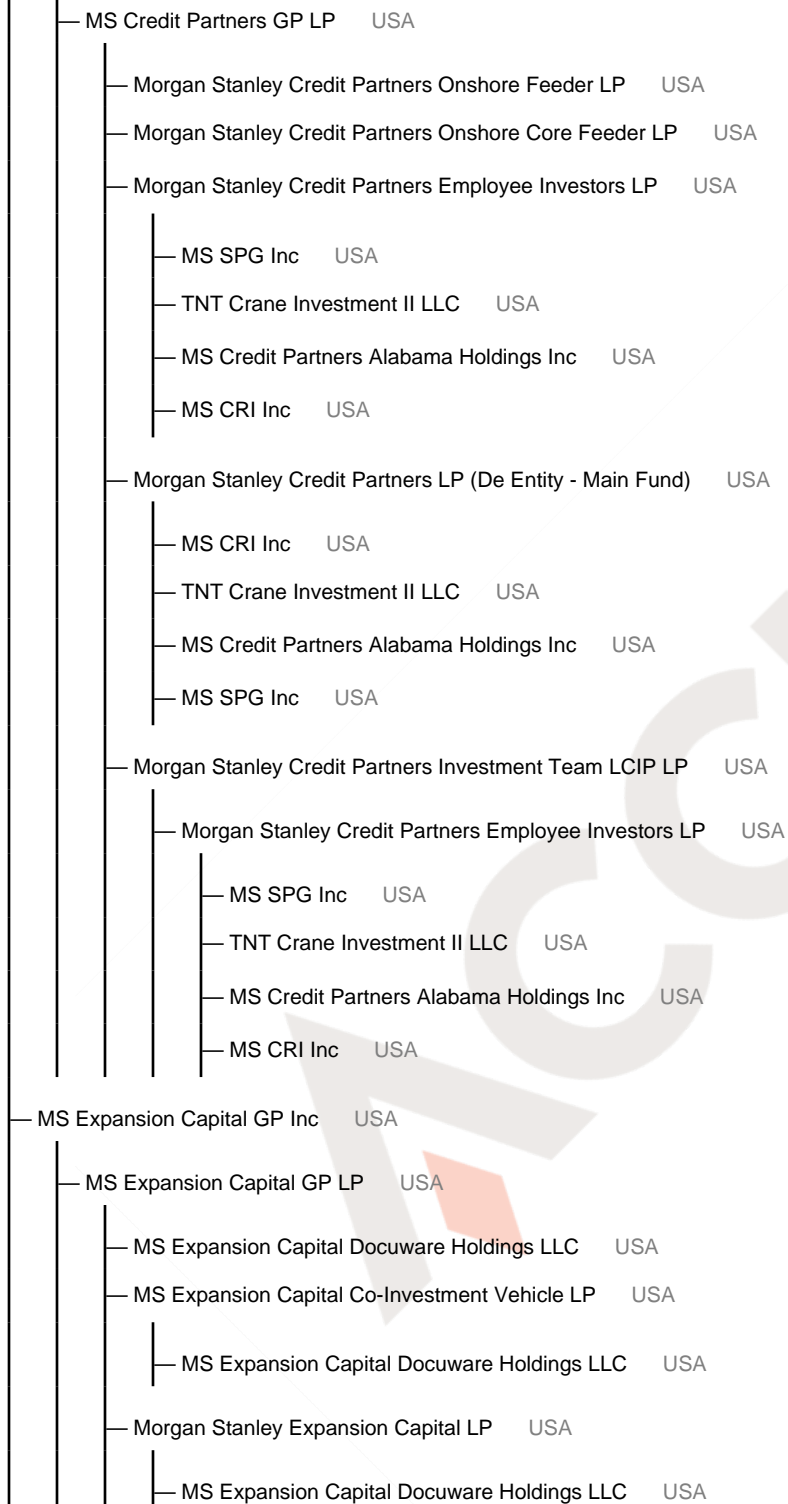 MS Credit Partners GP LP USA
Morgan Stanley Credit Partners Onshore Feeder LP USA
Morgan Stanley Credit Partners Onshore Core Feeder LP USA
Morgan Stanley Credit Partners Employee Investors LP USA
MS SPG Inc USA
TNT Crane Investment II LLC USA
MS Credit Partners Alabama Holdings Inc USA
MS CRI Inc USA
Morgan Stanley Credit Partners LP (De Entity - Main Fund) USA
MS CRI Inc USA
TNT Crane Investment II LLC USA
MS Credit Partners Alabama Holdings Inc USA
MS SPG Inc USA
Morgan Stanley Credit Partners Investment Team LCIP LP USA
Morgan Stanley Credit Partners Employee Investors LP USA
MS SPG Inc USA
TNT Crane Investment II LLC USA
MS Credit Partners Alabama Holdings Inc USA
MS CRI Inc USA
MS Expansion Capital GP Inc USA
MS Expansion Capital GP LP USA
MS Expansion Capital Docuware Holdings LLC USA
MS Expansion Capital Co-Investment Vehicle LP USA
MS Expansion Capital Docuware Holdings LLC USA
Morgan Stanley Expansion Capital LP USA
MS Expansion Capital Docuware Holdings LLC USA